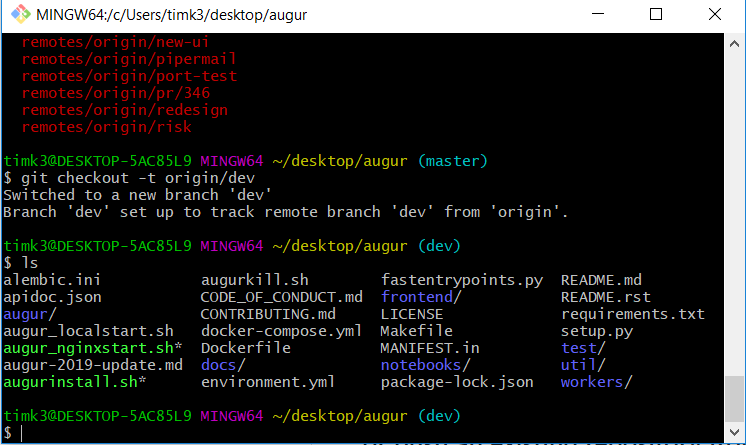 MINGW64:/c/Users/timk3/desktop/augur
remotes/origin/new-ui
remotes/origin/pipermail
remotes/origin/port-test
remotes/origin/pr/346
remotes/origin/redesign
remotes/origin/risk
timk3@DESKTOP-5AC85L9 MINGW64 ~/desktop/augur (master)
$ git checkout -t origin/dev
Switched to a new branch 'dev'
Branch 'dev' set up to track remote branch 'dev' from 'origin'.
timk3@DESKTOP-5AC85L9 MINGW64 ~/desktop/augur (dev)
$ ls
alembic.ini augurkill.sh fastentrypoints.py README.md
apidoc.json CODE_OF_CONDUCT.md frontend/ README.rst
augur/ CONTRIBUTING.md LICENSE requirements.txt
augur_localstart.sh docker-compose.yml Makefile setup.py
augur_nginxstart.sh* Dockerfile MANIFEST.in test/
augur-2019-update.md docs/ notebooks/ util/
augurinstall.sh* environment.yml package-lock.json workers/
timk3@DESKTOP-5AC85L9 MINGW64 ~/desktop/augur (dev)
$